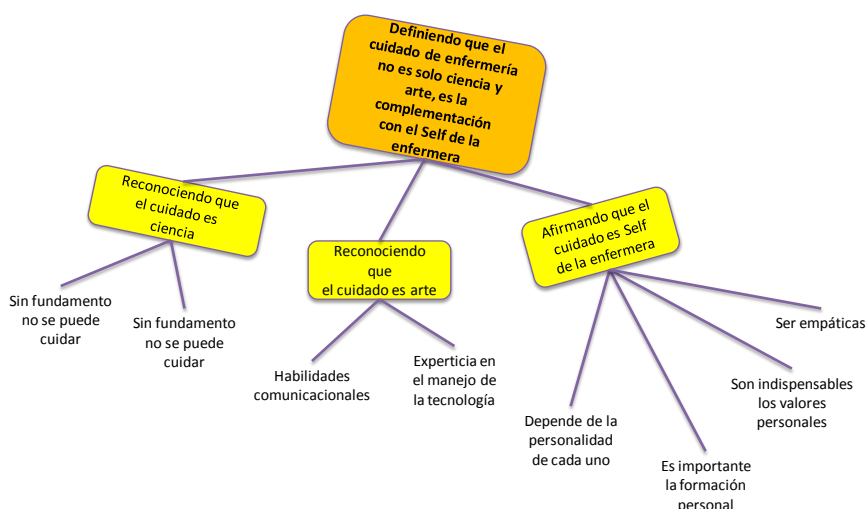 Definiendo que el
cuidado de enfermería
no es solo ciencia y
arte, es la
complementación
con el Self de la
enfermera
Reconociendo que
el cuidado es
ciencia
Reconociendo
que
el cuidado es arte
Afirmando que el
cuidado es Self
de la enfermera
Sin fundamento
no se puede
cuidar
Sin fundamento
no se puede
cuidar
Habilidades
comunicacionales
Experticia en
el manejo de
la tecnología
Depende de la
personalidad
de cada uno
Es importante
la formación
personal
Son indispensables
los valores
personales
Ser empáticas